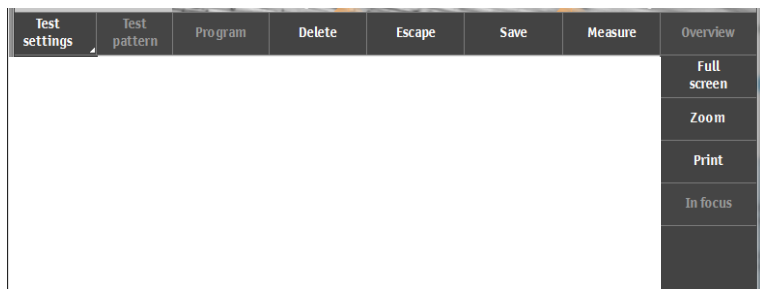 Test
settings
Test
pattern
Program
Delete
Escape
Save
Measure
Overview
Full
screen
Zoom
Print
In focus